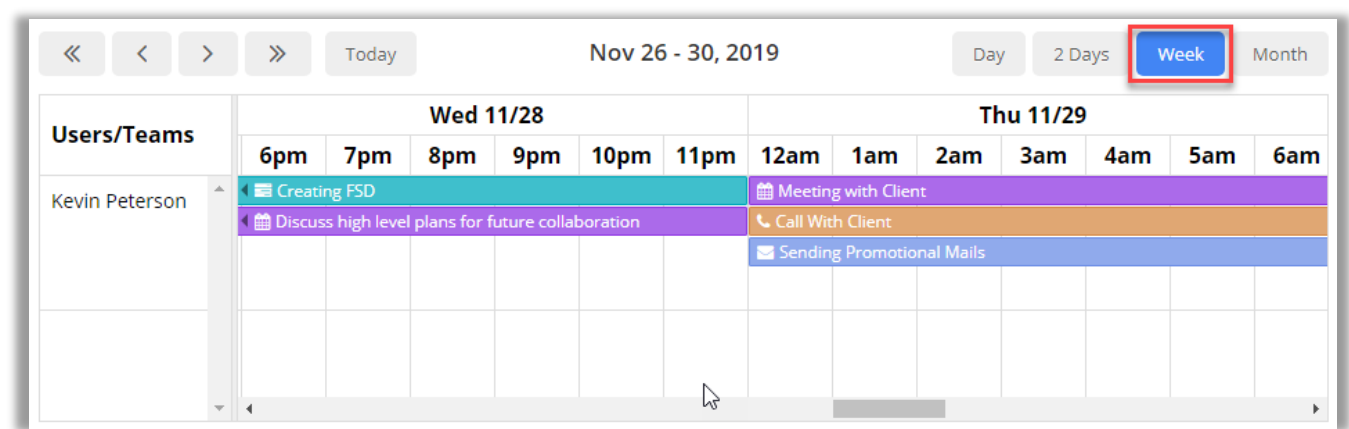 Today Nov 26 - 30, 2019 Day 2 Days Week Month
Users/Teams Wed 11/28 Thu 11/29
6pm 7pm 8pm 9pm 10pm 11pm 12am 1am 2am 3am 4am 5am 6am
Kevin Peterson Creating FSD Meeting with Client
Discuss high level plans for future collaboration Call With Client
Sending Promotional Mails